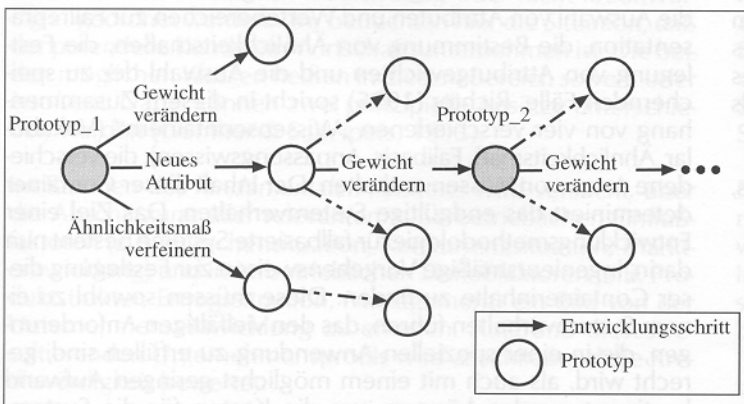 Gewicht
verändern
Prototyp_1
Prototyp_2
Neues
Attribut
Gewicht
verändern
Gewicht
verändern
Ähnlichkeitsmaß
verfeinern
Entwicklungsschritt
Prototyp